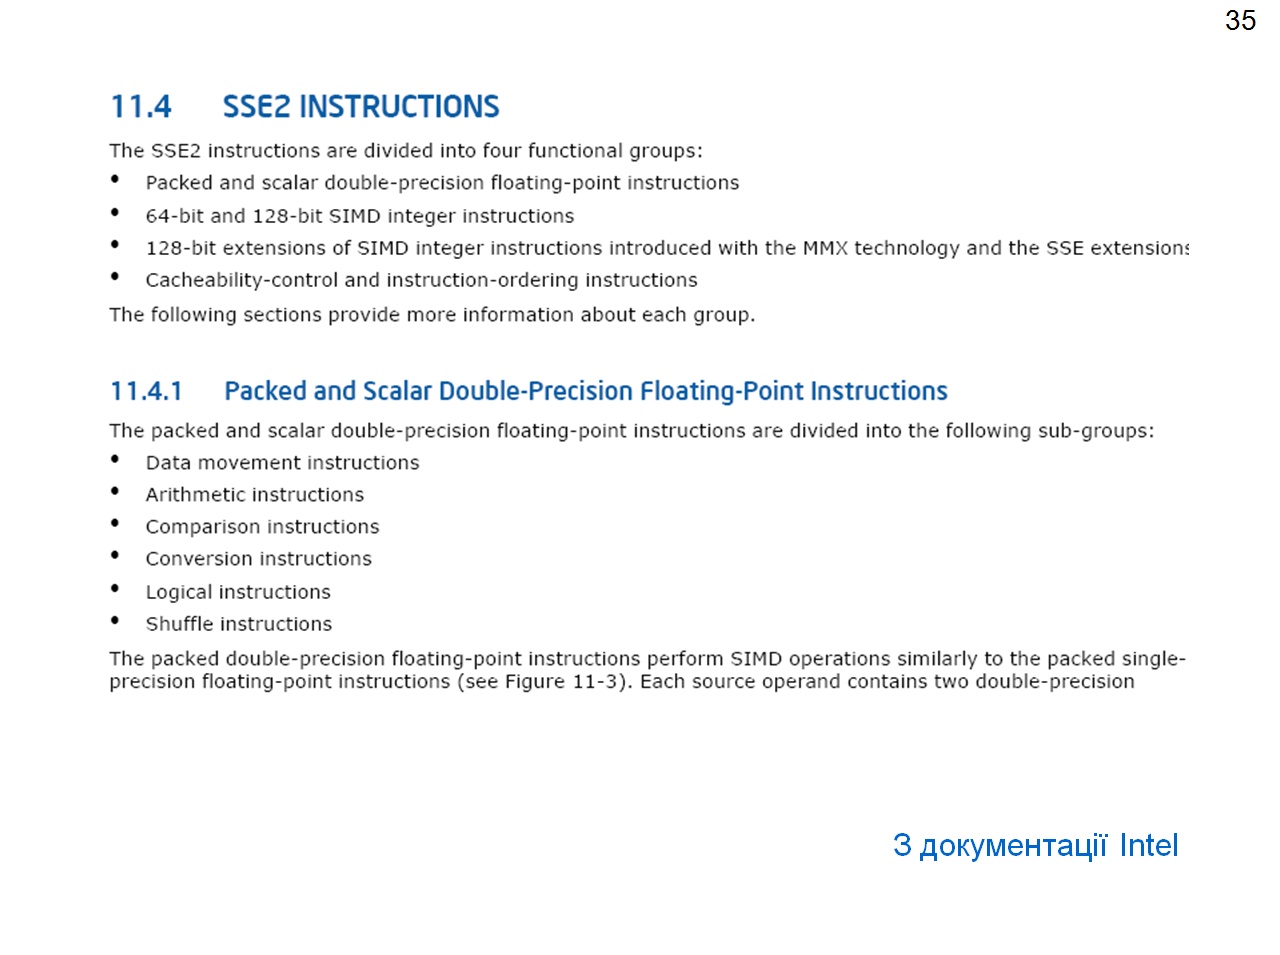 35
11.4 SSE2 INSTRUCTIONS
The SSE2 instructions are divided into four functional groups:
• Packed and scalar double-precision floating-point instructions
• 64-bit and 128-bit SIMD integer instructions
• 128-bit extensions of SIMD integer instructions introduced with the MMX technology and the SSE extensions
• Cacheability-control and instruction-ordering instructions
The following sections provide more information about each group.
11.4.1 Packed and Scalar Double-Precision Floating-Point Instructions
The packed and scalar double-precision floating-point instructions are divided into the following sub-groups:
• Data movement instructions
• Arithmetic instructions
• Comparison instructions
• Conversion instructions
• Logical instructions
• Shuffle instructions
The packed double-precision floating-point instructions perform SIMD operations similarly to the packed single-
precision floating-point instructions (see Figure 11-3). Each source operand contains two double-precision
З документації Intel